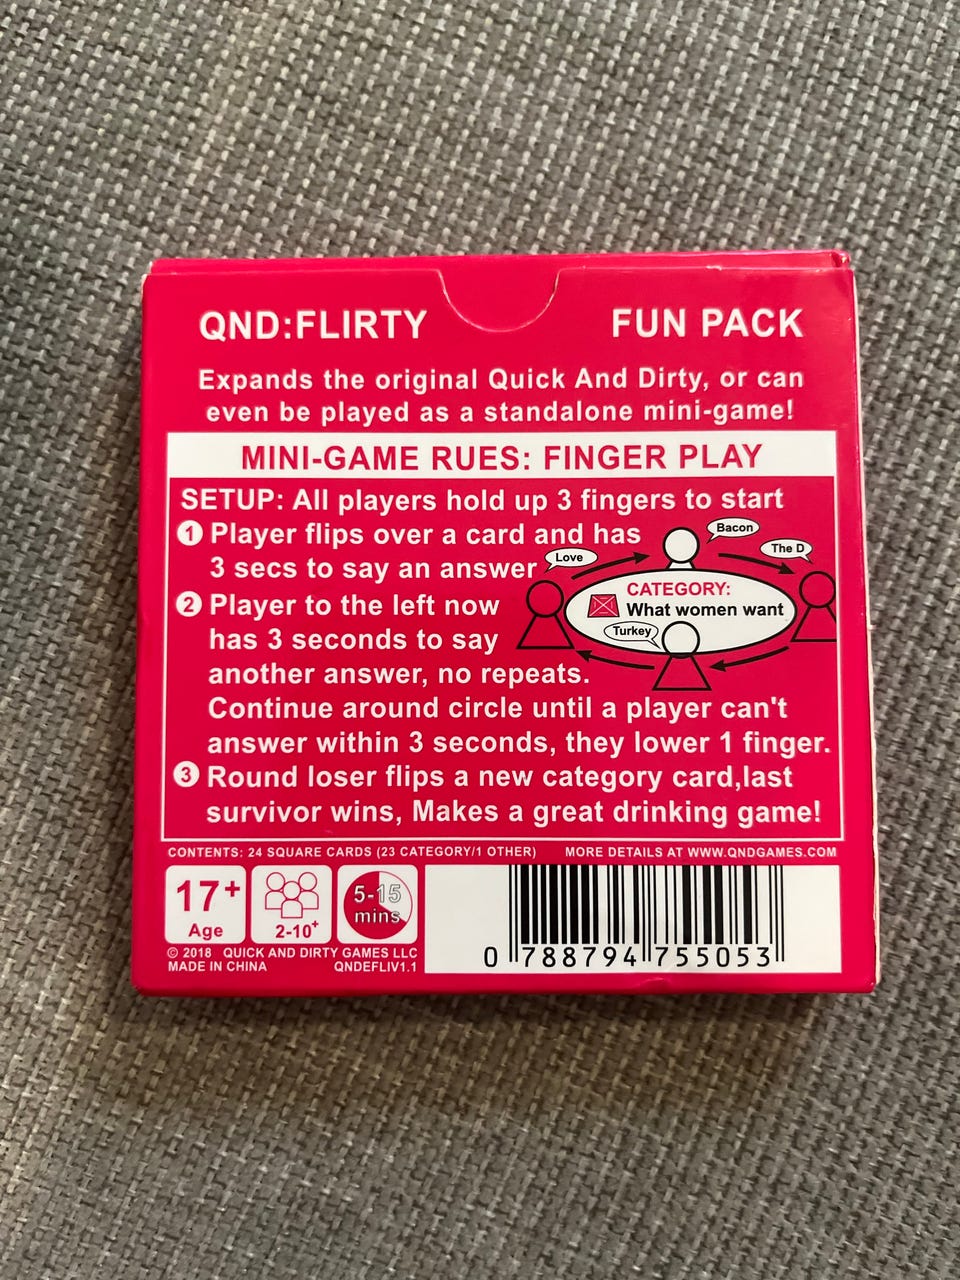 QND:FLIRTY FUN PACK
Expands the original Quick And Dirty, or can
even be played as a standalone mini-game!
MINI-GAME RUES: FINGER PLAY
SETUP: All players hold up 3 fingers to start
1 Player flips over a card and has
3 secs to say an answer
2 Player to the left now
has 3 seconds to say
another answer, no repeats.
Continue around circle until a player can't
answer within 3 seconds, they lower 1 finger.
3 Round loser flips a new category card,last
survivor wins, Makes a great drinking game!
Bacon
Love
The D
CATEGORY:
What women want
Turkey
CONTENTS: 24 SQUARE CARDS (23 CATEGORY/1 OTHER) MORE DETAILS AT WWW.QNDGAMES.COM
17+
Age
2-10+
5-15
mins
© 2018 QUICK AND DIRTY GAMES LLC
MADE IN CHINA QNDEFLIV1.1
0 788794 755053